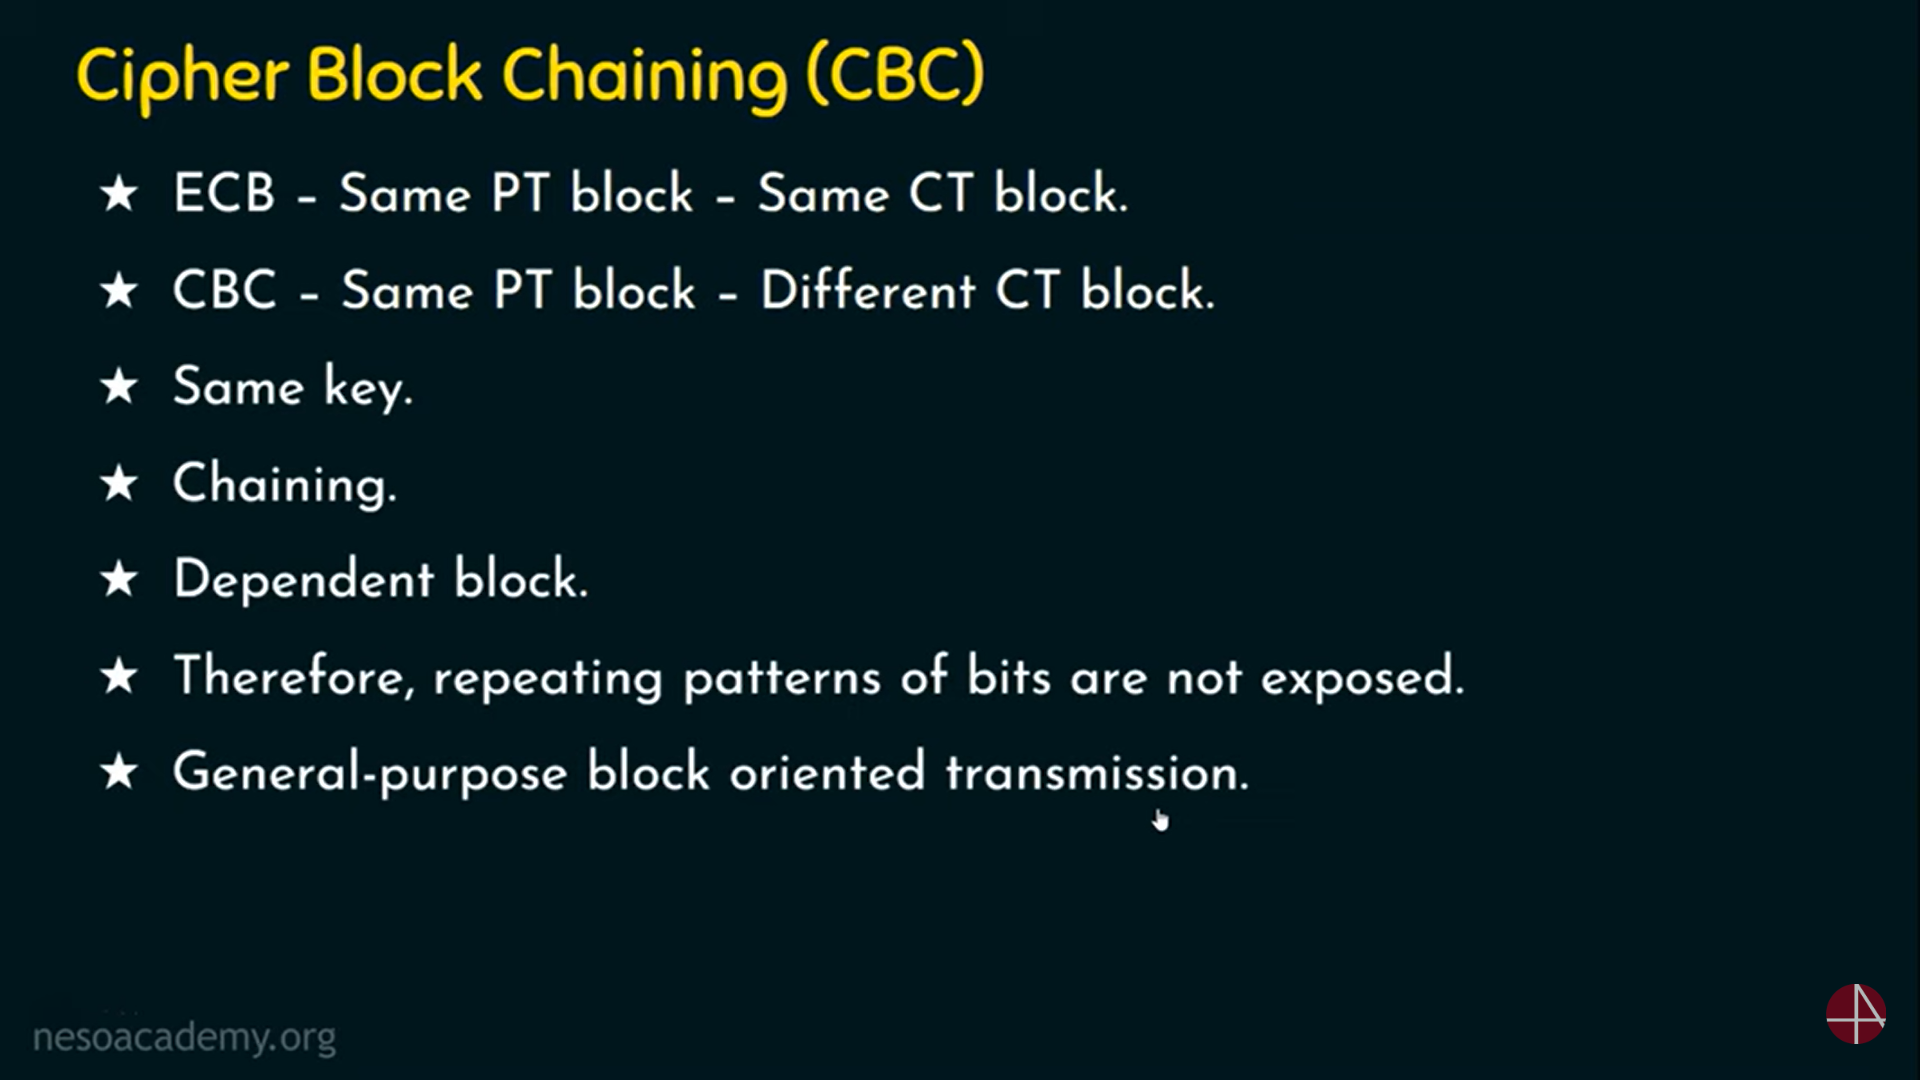 Cipher Block Chaining (CBC)
★ ECB – Same PT block – Same CT block.
★ CBC – Same PT block – Different CT block.
★ Same key.
★ Chaining.
★ Dependent block.
★ Therefore, repeating patterns of bits are not exposed.
★ General-purpose block oriented transmission.
nesoacademy.org